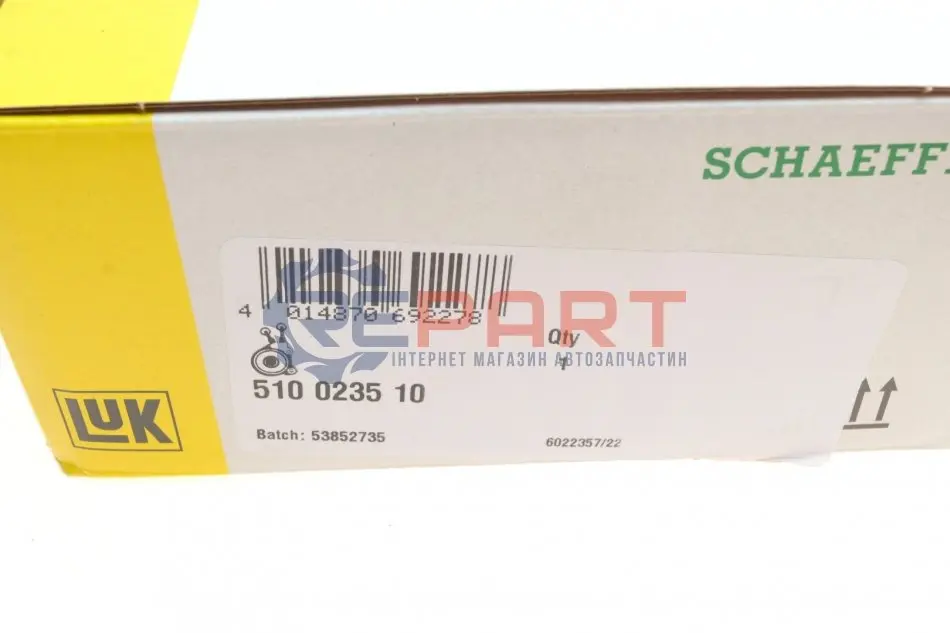 SCHAEFF
4 014870 692278
REPART
ІНТЕРНЕТ МАГАЗИН АВТОЗАПЧАСТИН
Qty
1
510 0235 10
LUK
Batch: 53852735
6022357/22